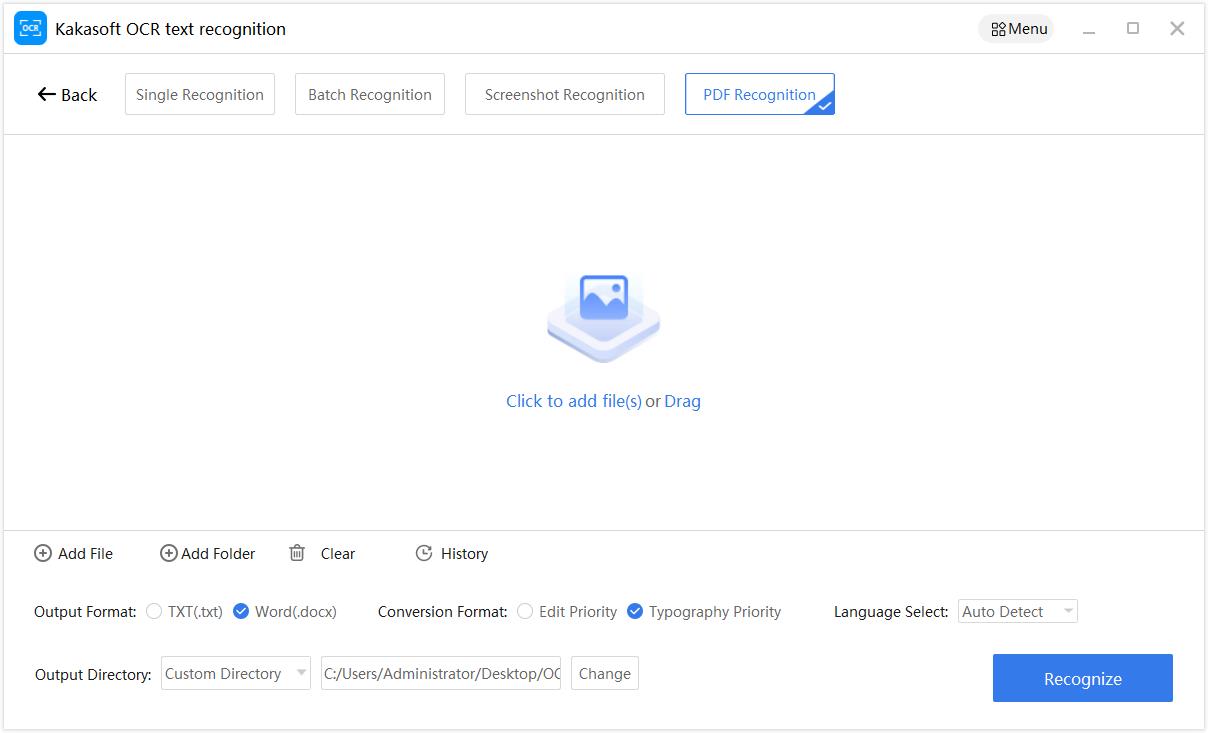 OCR
Kakasoft OCR text recognition
Menu
Back
Single Recognition
Batch Recognition
Screenshot Recognition
PDF Recognition
Click to add file(s) or Drag
Add File
Add Folder
Clear
History
Output Format: TXT(.txt) Word(.docx) Conversion Format: Edit Priority Typography Priority Language Select: Auto Detect
Output Directory: Custom Directory C:/Users/Administrator/Desktop/OC Change
Recognize